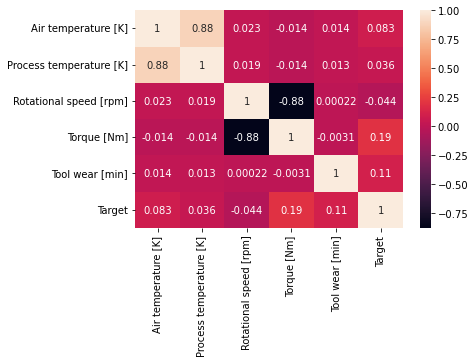 Air temperature [K] 1 0.88 0.023 -0.014 0.014 0.083
Process temperature [K] 0.88 1 0.019 -0.014 0.013 0.036
Rotational speed [rpm] 0.023 0.019 1 -0.88 0.00022 -0.044
Torque [Nm] -0.014 -0.014 -0.88 1 -0.0031 0.19
Tool wear [min] 0.014 0.013 0.00022 -0.0031 1 0.11
Target 0.083 0.036 -0.044 0.19 0.11 1
Air temperature [K]
Process temperature [K]
Rotational speed [rpm]
Torque [Nm]
Tool wear [min]
Target
1.00
0.75
0.50
0.25
0.00
-0.25
-0.50
-0.75